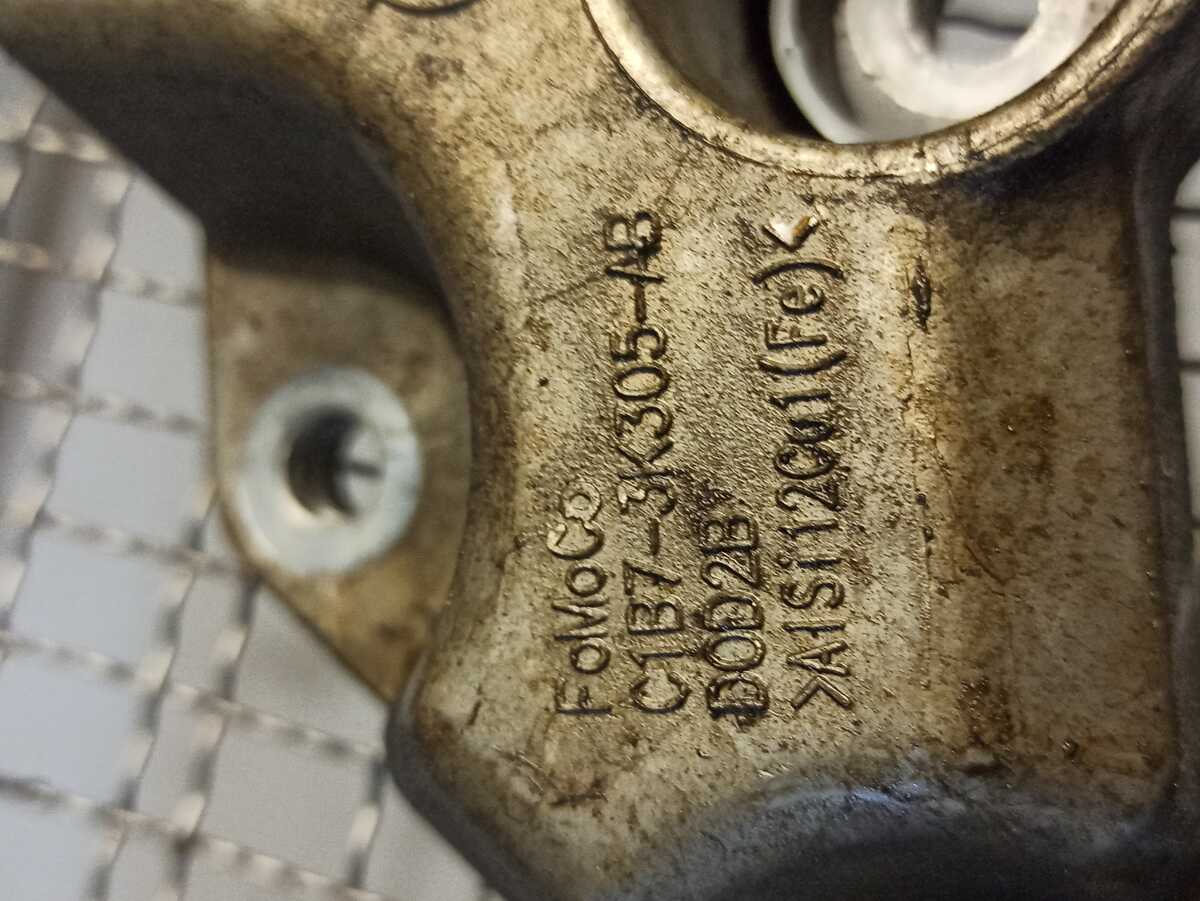 FoMoCo
C1B7-3K305-AB
D0D2B
>AlSi12Cu1(Fe)<